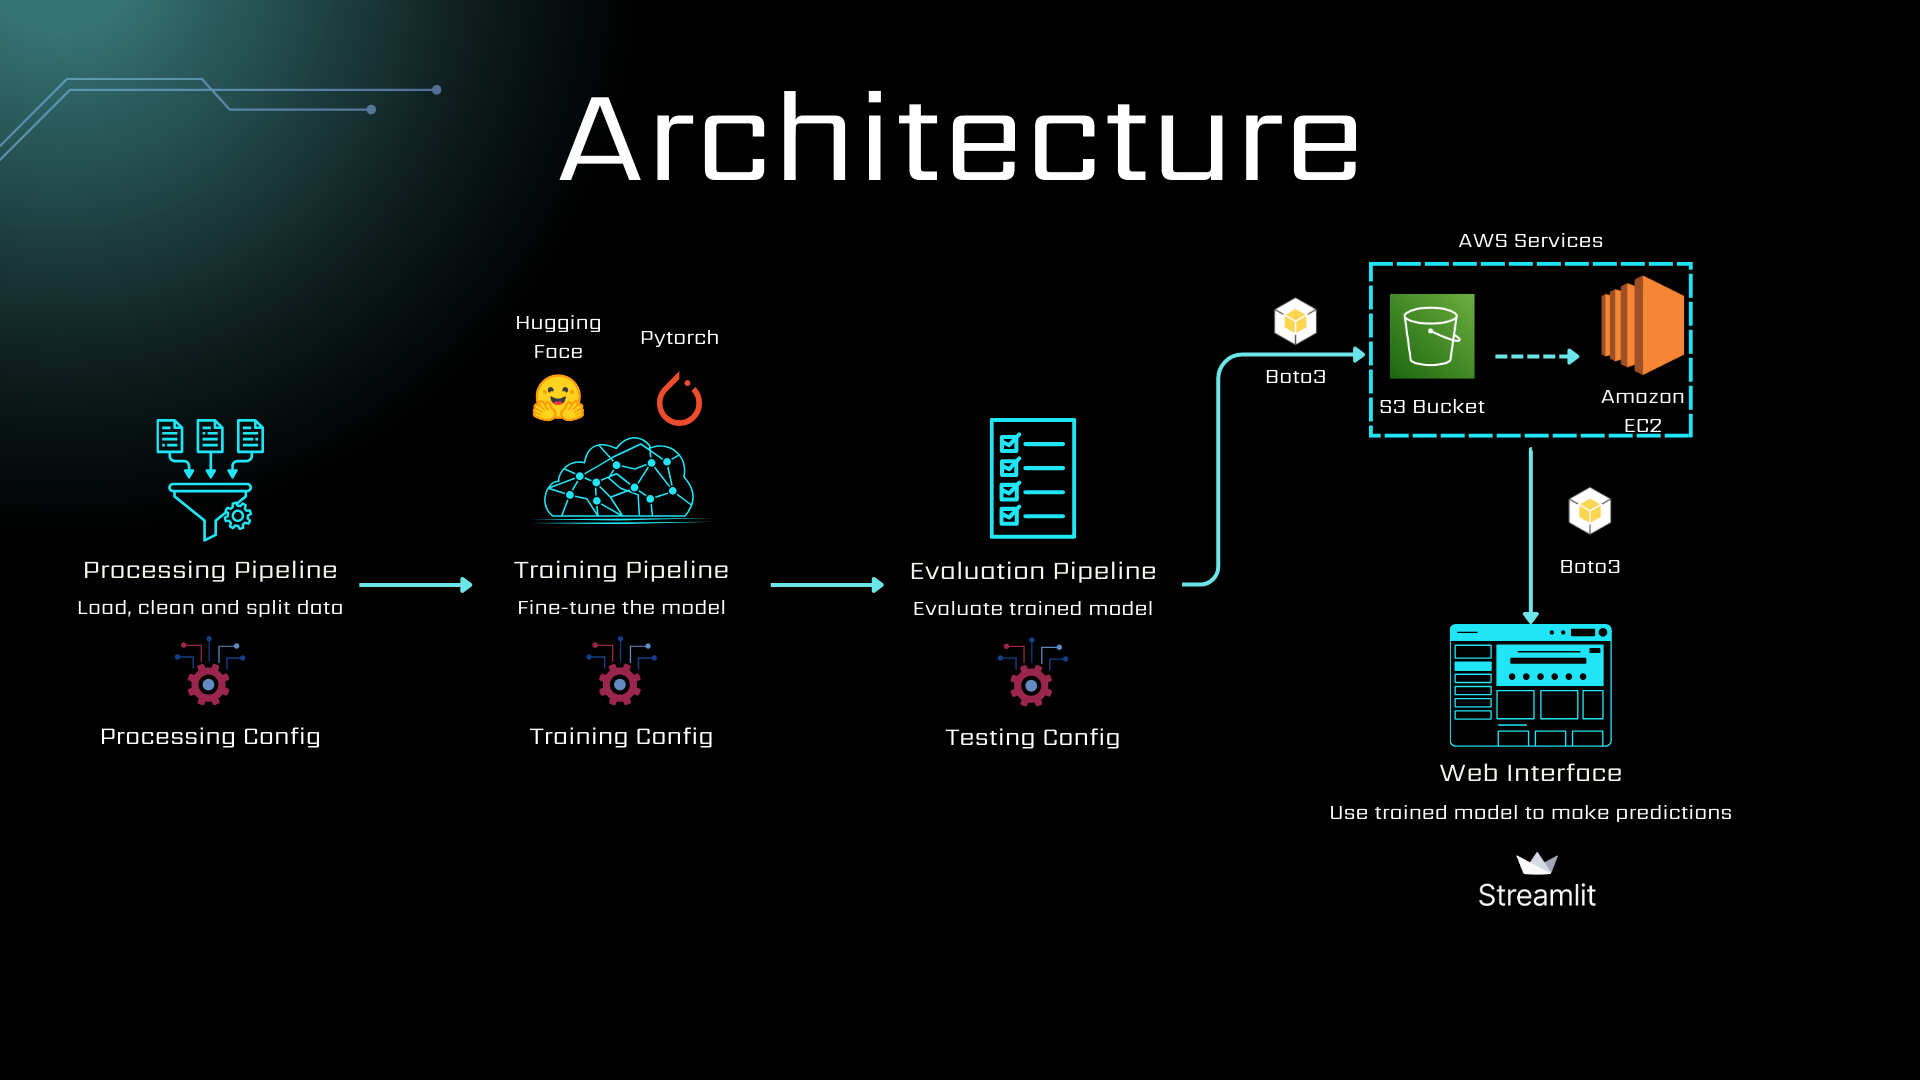 Architecture
Processing Pipeline
Load, clean and split data
Processing Config
Hugging
Face
Pytorch
Training Pipeline
Fine-tune the model
Training Config
Evaluation Pipeline
Evaluate trained model
Testing Config
Boto3
AWS Services
S3 Bucket
Amazon
EC2
Boto3
Web Interface
Use trained model to make predictions
Streamlit